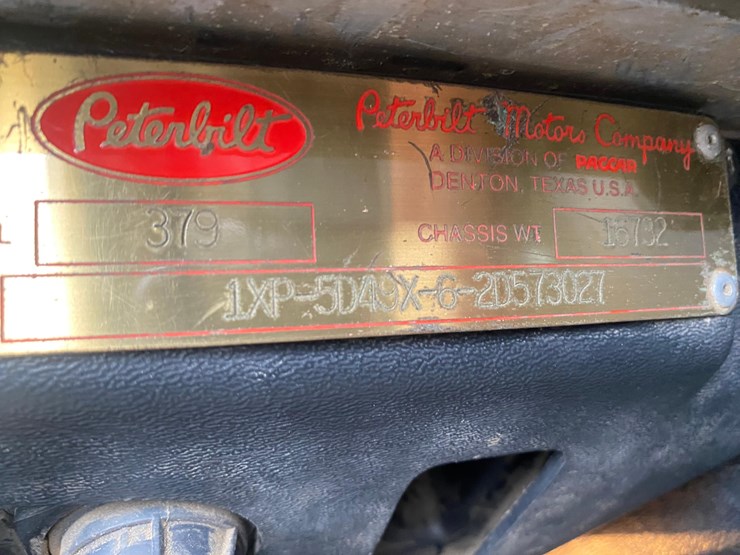 Peterbilt
Peterbilt Motors Company
A DIVISION OF PACCAR
DENTON, TEXAS U.S.A.
379
CHASSIS WT 16792
1XP-5D49X-6-2D573027